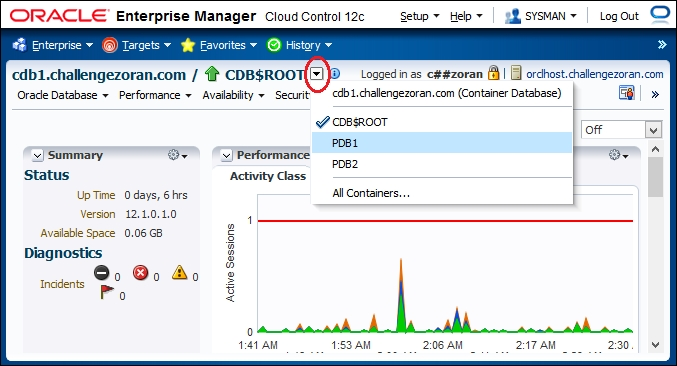 ORACLE Enterprise Manager Cloud Control 12c Setup Help SYSMAN Log Out
Enterprise Targets Favorites History
cdb1.challengezoran.com / CDB$ROOT Logged in as c##zoran orclhost.challengezoran.com
Oracle Database Performance Availability Security
cdb1.challengezoran.com (Container Database)
CDB$ROOT
PDB1
PDB2
All Containers...
Off
Summary
Status
Up Time 0 days, 6 hrs
Version 12.1.0.1.0
Available Space 0.06 GB
Diagnostics
Incidents 0 0 0
0
Performance
Activity Class
Active Sessions
1
0
1:41 AM 1:53 AM 2:06 AM 2:17 AM 2:30